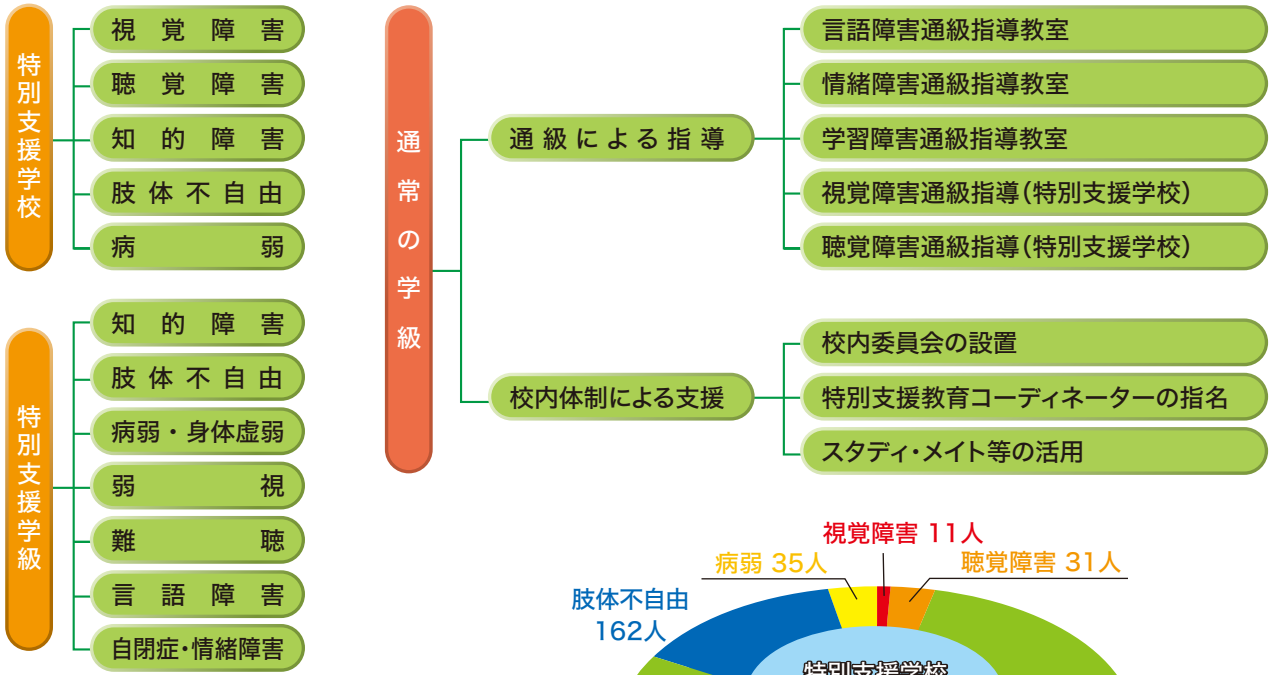 特別支援学校
視覚障害
聴覚障害
知的障害
肢体不自由
病弱
特別支援学級
知的障害
肢体不自由
病弱・身体虚弱
弱視
難聴
言語障害
自閉症・情緒障害
通常の学級
通級による指導
言語障害通級指導教室
情緒障害通級指導教室
学習障害通級指導教室
視覚障害通級指導(特別支援学校)
聴覚障害通級指導(特別支援学校)
校内体制による支援
校内委員会の設置
特別支援教育コーディネーターの指名
スタディ・メイト等の活用
視覚障害 11人
病弱 35人
聴覚障害 31人
肢体不自由
162人
特別支援学校